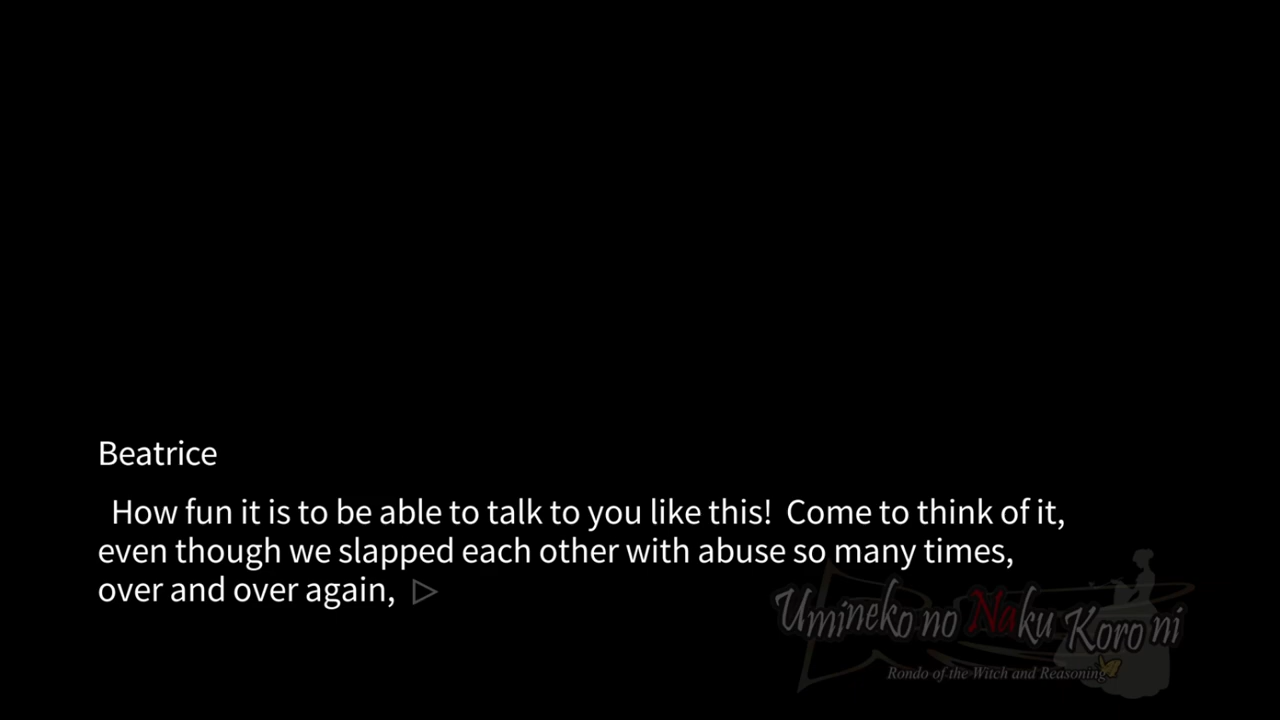 Beatrice
How fun it is to be able to talk to you like this!  Come to think of it,
even though we slapped each other with abuse so many times,
over and over again,
Umineko no Naku Koro ni
Rondo of the Witch and Reasoning